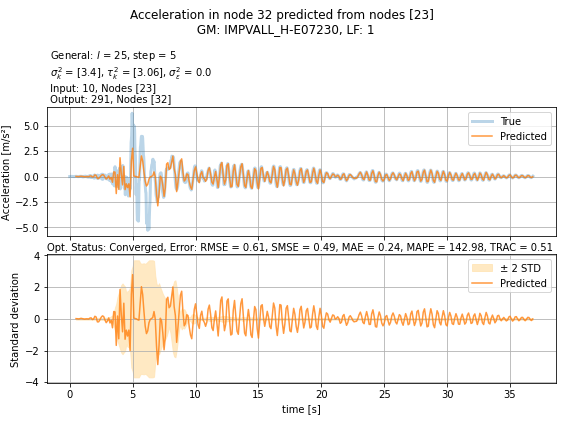 Acceleration in node 32 predicted from nodes [23]
GM: IMPVALL_H-E07230, LF: 1
General: l = 25, step = 5
σ²ₖ = [3.4], τ²ₖ = [3.06], σ²ε = 0.0
Input: 10, Nodes [23]
Output: 291, Nodes [32]
Acceleration [m/s²]
5.0
2.5
0.0
−2.5
−5.0
True
Predicted
Opt. Status: Converged, Error: RMSE = 0.61, SMSE = 0.49, MAE = 0.24, MAPE = 142.98, TRAC = 0.51
Standard deviation
4
2
0
−2
−4
± 2 STD
Predicted
0 5 10 15 20 25 30 35
time [s]